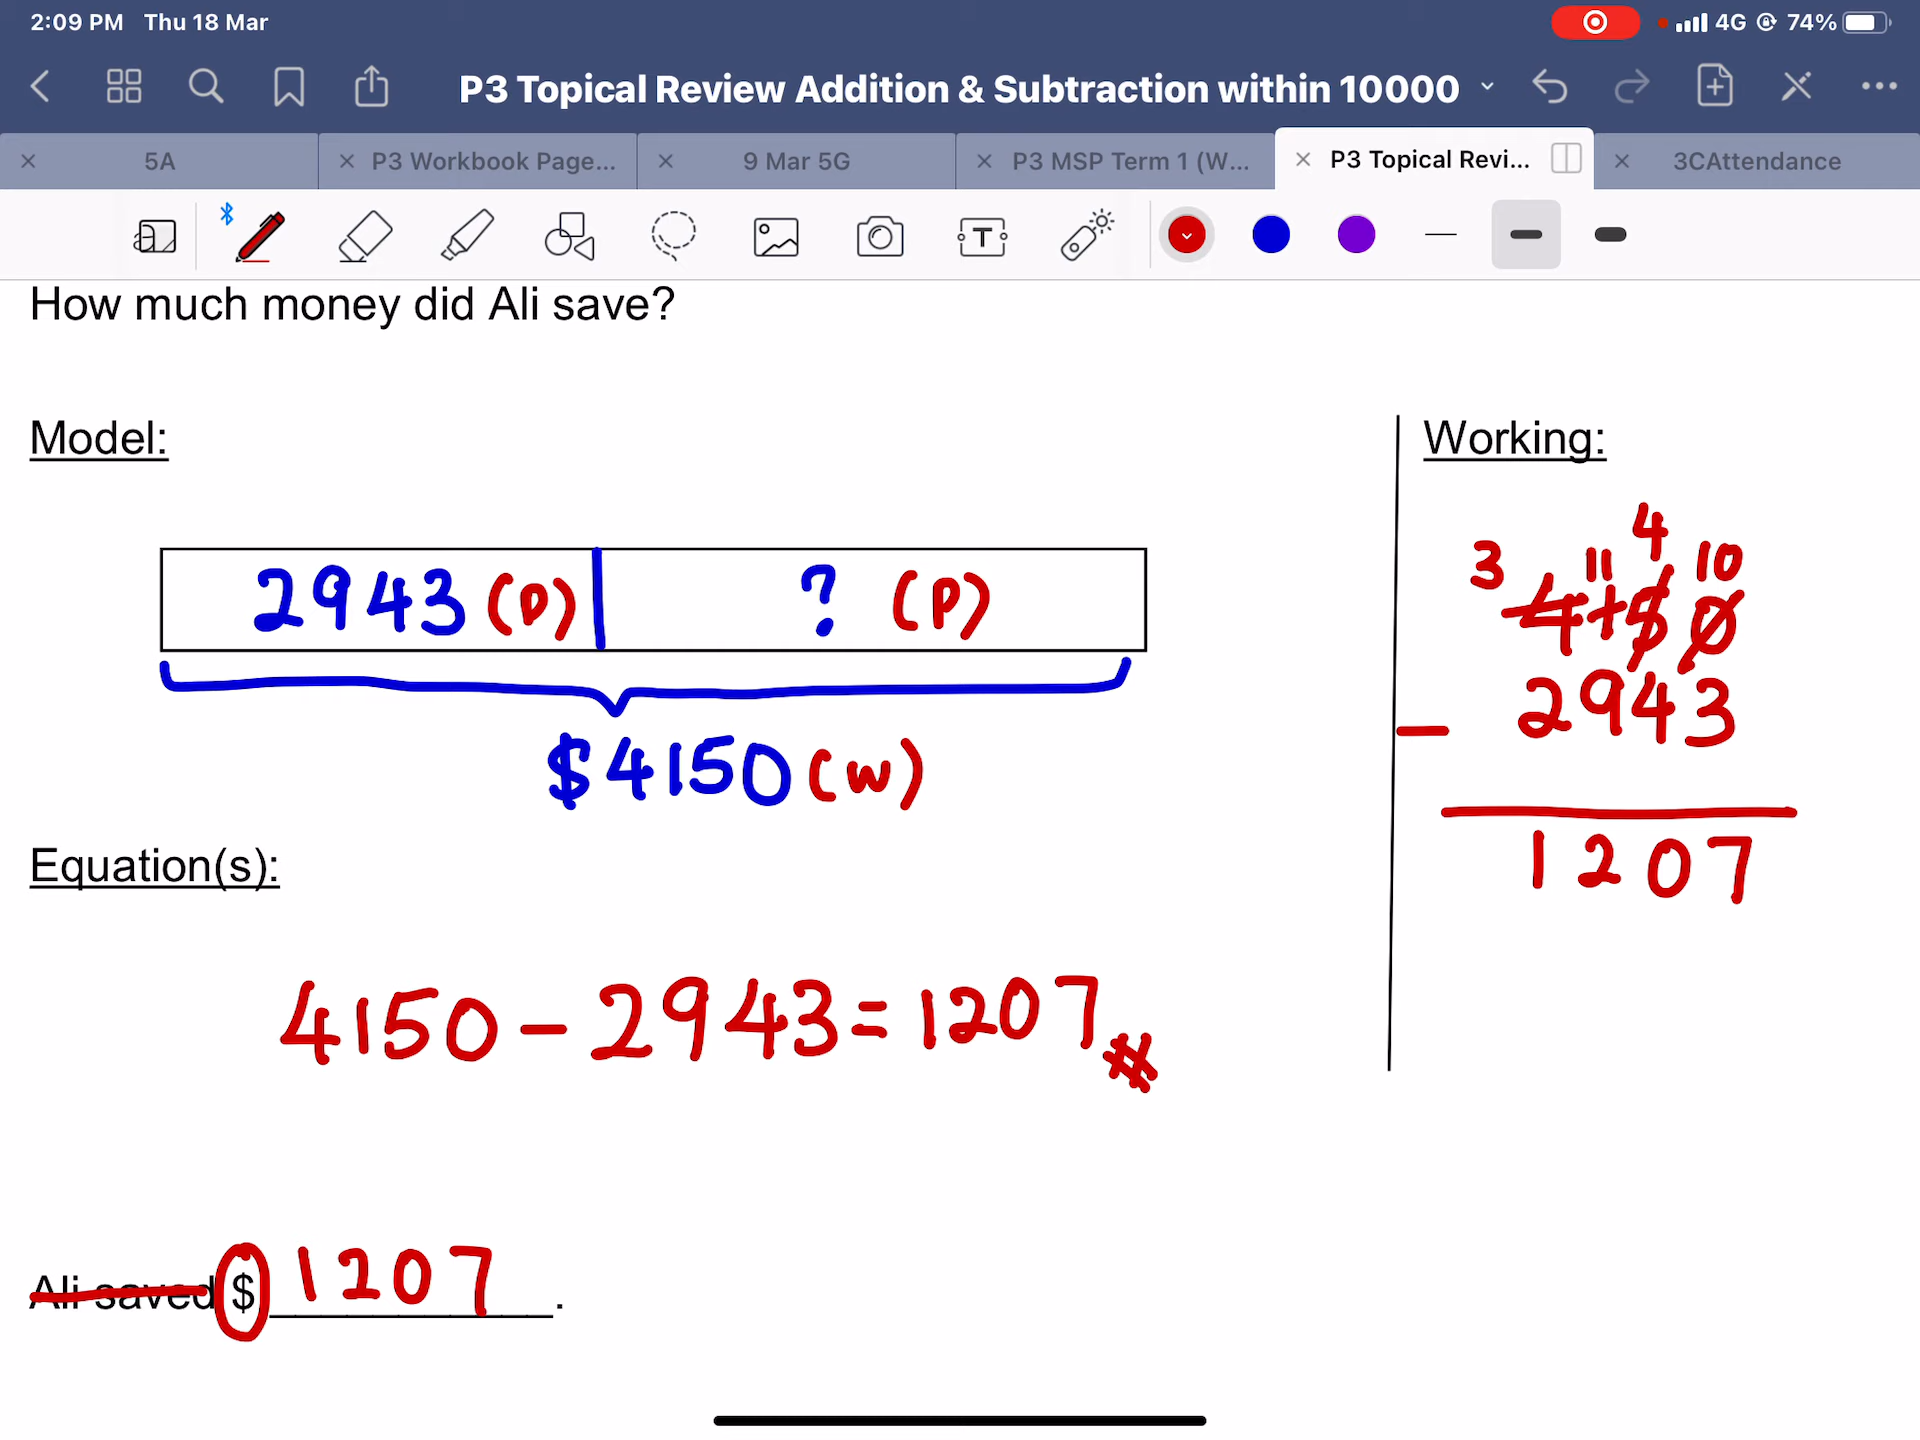 2:09 PM Thu 18 Mar 4G 74%
P3 Topical Review Addition & Subtraction within 10000
5A P3 Workbook Page... 9 Mar 5G P3 MSP Term 1 (W... P3 Topical Revi... 3CAttendance
How much money did Ali save?
Model:
2943 (P) ? (P)
$4150 (W)
Equation(s):
4150 - 2943 = 1207 #
Ali saved $ 1207.
Working:
4
3 11 10
4150
- 2943
1207